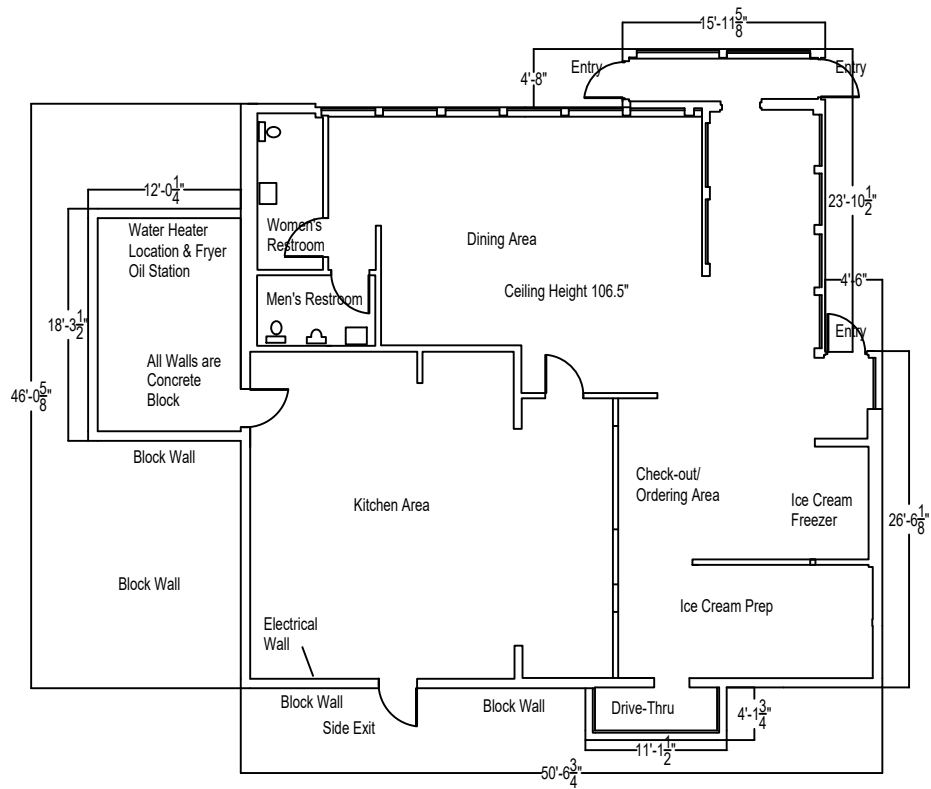 15'-11 5/8"
4'-8"
Entry
Entry
12'-0 1/4"
23'-10 1/2"
Women's
Restroom
Water Heater
Location & Fryer
Oil Station
Dining Area
4'-6"
Ceiling Height 106.5"
Men's Restroom
18'-3 1/2"
Entry
All Walls are
Concrete
Block
46'-0 5/8"
Block Wall
Check-out/
Ordering Area
Kitchen Area
Ice Cream
Freezer
26'-6 1/8"
Block Wall
Ice Cream Prep
Electrical
Wall
Block Wall
Side Exit
Block Wall
Drive-Thru
4'-1 3/4"
11'-1 1/2"
50'-6 3/4"